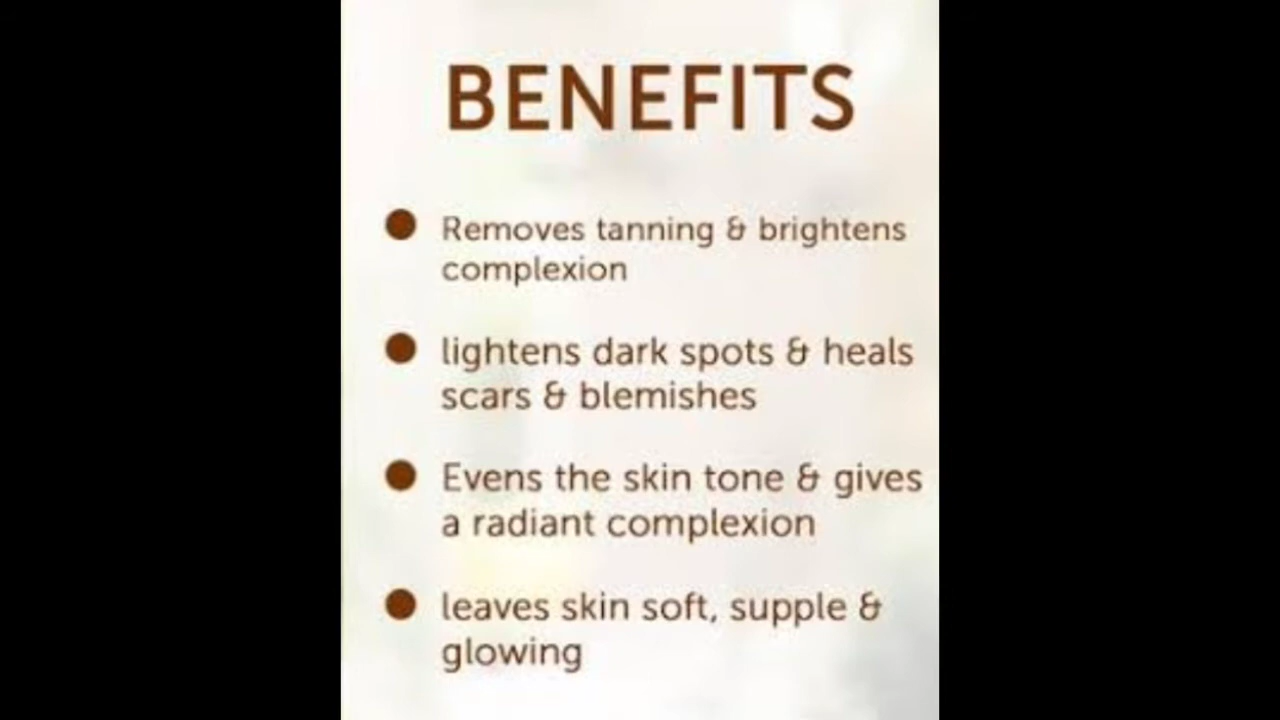 BENEFITS
Removes tanning & brightens
complexion
lightens dark spots & heals
scars & blemishes
Evens the skin tone & gives
a radiant complexion
leaves skin soft, supple &
glowing